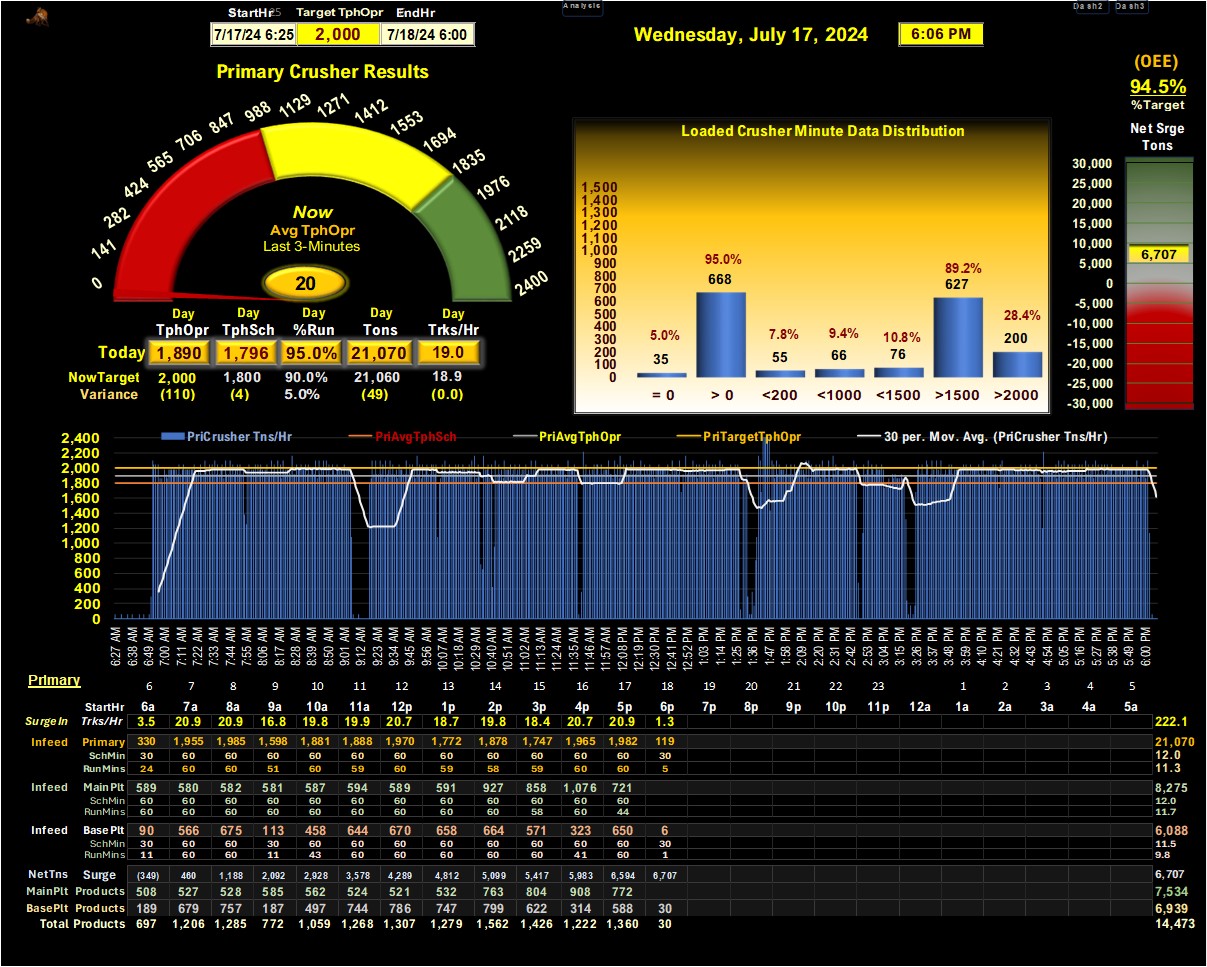 Analysis
Dash2 Dash3
StartHr Target TphOpr EndHr
7/17/24 6:25 2,000 7/18/24 6:00
Wednesday, July 17, 2024 6:06 PM
(OEE)
94.5%
%Target
Net Srge
Tons
Primary Crusher Results
0 141 282 424 565 706 847 988 1129 1271 1412 1553 1694 1835 1976 2118 2259 2400
Now
Avg TphOpr
Last 3-Minutes
20
Day Day Day Day Day
TphOpr TphSch %Run Tons Trks/Hr
Today 1,890 1,796 95.0% 21,070 19.0
NowTarget 2,000 1,800 90.0% 21,060 18.9
Variance (110) (4) 5.0% (49) (0.0)
Loaded Crusher Minute Data Distribution
1,500
1,400
1,300
1,200
1,100
1,000
900
800
700
600
500
400
300
200
100
0
5.0% 95.0% 7.8% 9.4% 10.8% 89.2% 28.4%
35 668 55 66 76 627 200
= 0 > 0 <200 <1000 <1500 >1500 >2000
30,000
25,000
20,000
15,000
10,000
5,000
0
-5,000
-10,000
-15,000
-20,000
-25,000
-30,000
6,707
PriCrusher Tns/Hr PriAvgTphSch PriAvgTphOpr PriTargetTphOpr 30 per. Mov. Avg. (PriCrusher Tns/Hr)
2,400
2,200
2,000
1,800
1,600
1,400
1,200
1,000
800
600
400
200
0
6:27 AM 6:38 AM 6:49 AM 7:00 AM 7:11 AM 7:22 AM 7:33 AM 7:44 AM 7:55 AM 8:06 AM 8:17 AM 8:28 AM 8:39 AM 8:50 AM 9:01 AM 9:12 AM 9:23 AM 9:34 AM 9:45 AM 9:56 AM 10:07 AM 10:18 AM 10:29 AM 10:40 AM 10:51 AM 11:02 AM 11:13 AM 11:24 AM 11:35 AM 11:46 AM 11:57 AM 12:08 PM 12:19 PM 12:30 PM 12:41 PM 12:52 PM 1:03 PM 1:14 PM 1:25 PM 1:36 PM 1:47 PM 1:58 PM 2:09 PM 2:20 PM 2:31 PM 2:42 PM 2:53 PM 3:04 PM 3:15 PM 3:26 PM 3:37 PM 3:48 PM 3:59 PM 4:10 PM 4:21 PM 4:32 PM 4:43 PM 4:54 PM 5:05 PM 5:16 PM 5:27 PM 5:38 PM 5:49 PM 6:00 PM
Primary
6 7 8 9 10 11 12 13 14 15 16 17 18 19 20 21 22 23 1 2 3 4 5
StartHr 6a 7a 8a 9a 10a 11a 12p 1p 2p 3p 4p 5p 6p 7p 8p 9p 10p 11p 12a 1a 2a 3a 4a 5a
SurgeIn Trks/Hr 3.5 20.9 20.9 16.8 19.8 19.9 20.7 18.7 19.8 18.4 20.7 20.9 1.3 222.1
Infeed Primary 330 1,955 1,985 1,598 1,881 1,888 1,970 1,772 1,878 1,747 1,965 1,982 119 21,070
SchMin 30 60 60 60 60 60 60 60 60 60 60 60 30 12.0
RunMins 24 60 60 51 60 59 60 59 58 59 60 60 5 11.3
Infeed MainPlt 589 580 582 581 587 594 589 591 927 858 1,076 721 8,275
SchMin 60 60 60 60 60 60 60 60 60 60 60 60 12.0
RunMins 60 60 60 60 60 60 60 60 60 58 60 44 11.7
Infeed BasePlt 90 566 675 113 458 644 670 658 664 571 323 650 6 6,088
SchMin 30 60 60 30 60 60 60 60 60 60 60 60 30 11.5
RunMins 11 60 60 11 43 60 60 60 60 60 41 60 1 9.8
NetTns Surge (349) 460 1,188 2,092 2,928 3,578 4,289 4,812 5,099 5,417 5,983 6,594 6,707 6,707
MainPlt Products 508 527 528 585 562 524 521 532 763 804 908 772 7,534
BasePlt Products 189 679 757 187 497 744 786 747 799 622 314 588 30 6,939
Total Products 697 1,206 1,285 772 1,059 1,268 1,307 1,279 1,562 1,426 1,222 1,360 30 14,473